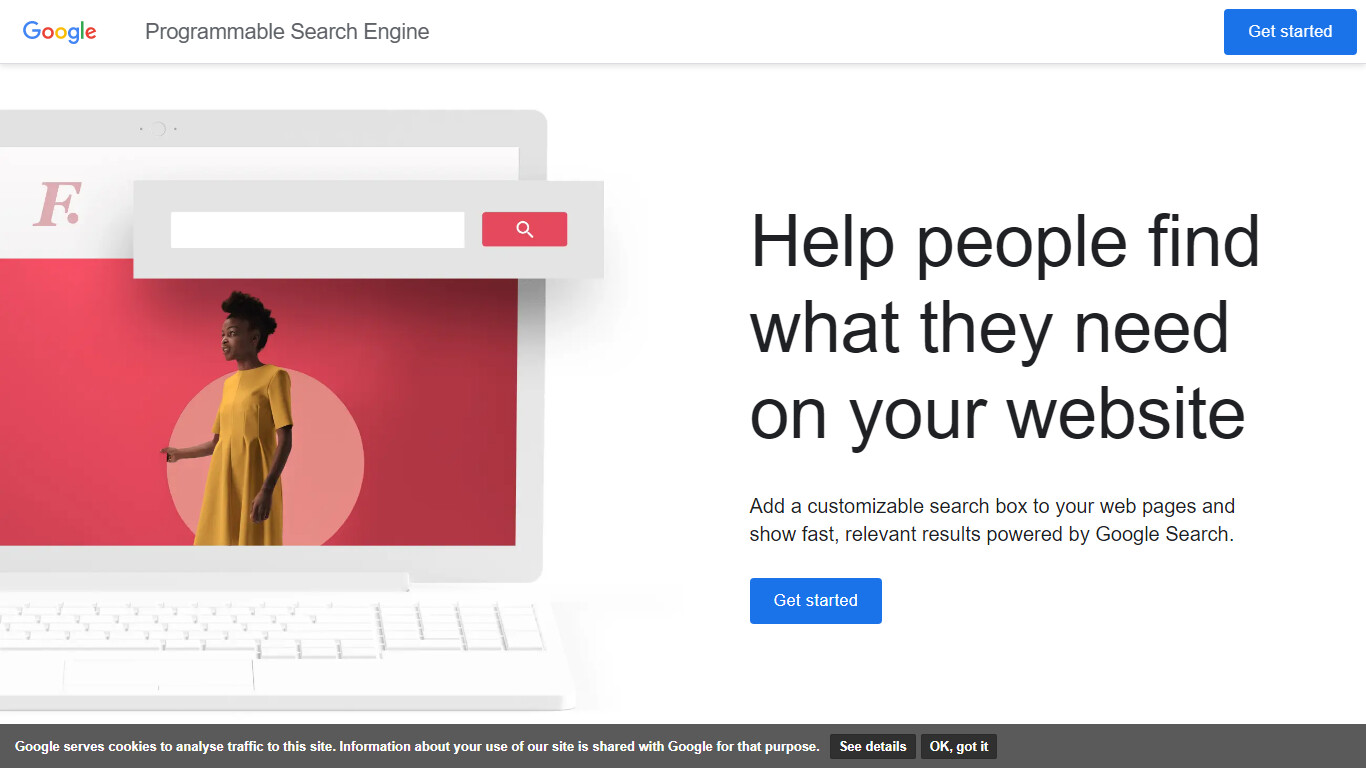 Google Programmable Search Engine Get started
F.
Help people find
what they need
on your website
Add a customizable search box to your web pages and
show fast, relevant results powered by Google Search.
Get started
Google serves cookies to analyse traffic to this site. Information about your use of our site is shared with Google for that purpose. See details OK, got it